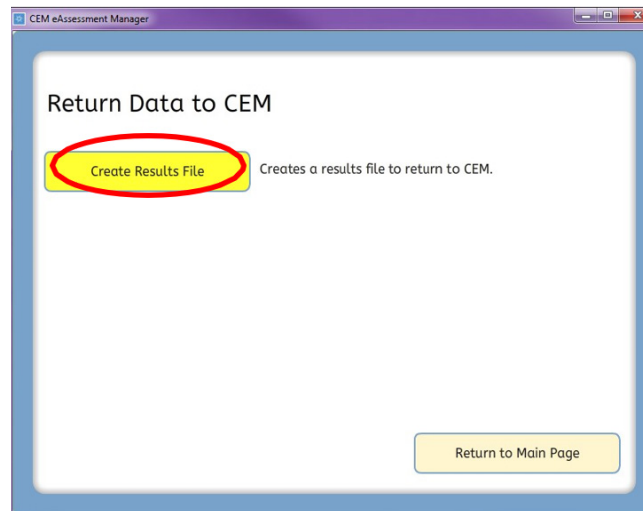 CEM eAssessment Manager
Return Data to CEM
Create Results File
Creates a results file to return to CEM.
Return to Main Page